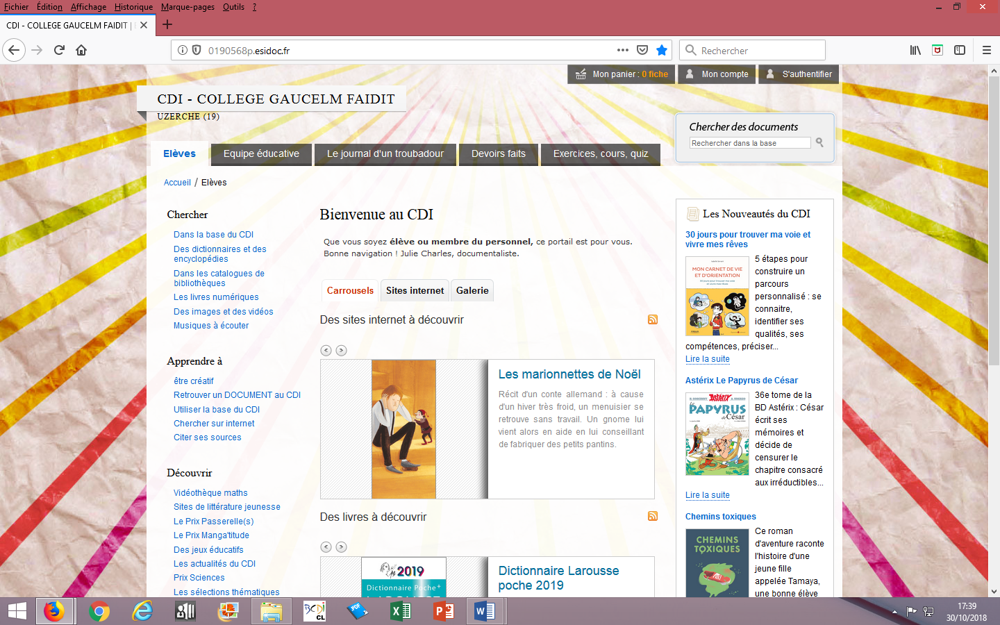 Fichier Édition Affichage Historique Marque-pages Outils ?
CDI - COLLEGE GAUCELM FAIDIT |
0190568p.esidoc.fr
Rechercher
Mon panier : 0 fiche
Mon compte
S'authentifier
CDI - COLLEGE GAUCELM FAIDIT
UZERCHE (19)
Chercher des documents
Rechercher dans la base
Elèves
Equipe éducative
Le journal d'un troubadour
Devoirs faits
Exercices, cours, quiz
Accueil / Elèves
Chercher
Dans la base du CDI
Des dictionnaires et des
encyclopédies
Dans les catalogues de
bibliothèques
Les livres numériques
Des images et des vidéos
Musiques à écouter
Apprendre à
être créatif
Retrouver un DOCUMENT au CDI
Utiliser la base du CDI
Chercher sur internet
Citer ses sources
Découvrir
Vidéothèque maths
Sites de littérature jeunesse
Le Prix Passerelle(s)
Le Prix Manga'titude
Des jeux éducatifs
Les actualités du CDI
Prix Sciences
Les sélections thématiques
Bienvenue au CDI
Que vous soyez élève ou membre du personnel, ce portail est pour vous.
Bonne navigation ! Julie Charles, documentaliste.
Carrousels
Sites internet
Galerie
Des sites internet à découvrir
Les marionnettes de Noël
Récit d'un conte allemand : à cause
d'un hiver très froid, un menuisier se
retrouve sans travail. Un gnome lui
vient alors en aide en lui conseillant
de fabriquer des petits pantins.
Des livres à découvrir
2019
Dictionnaire Poche+
Dictionnaire Larousse
poche 2019
Les Nouveautés du CDI
30 jours pour trouver ma voie et
vivre mes rêves
MON CARNET DE VIE
ET D'ORIENTATION
5 étapes pour
construire un
parcours
personnalisé : se
connaitre,
identifier ses
qualités, ses
compétences, préciser...
Lire la suite
Astérix Le Papyrus de César
Astérix
le PAPYRUS
de César
36e tome de la
BD Astérix : César
écrit ses
mémoires et
décide de
censurer le
chapitre consacré
aux irréductibles...
Lire la suite
Chemins toxiques
CHEMINS
TOXIQUES
Ce roman
d'aventure raconte
l'histoire d'une
jeune fille
appelée Tamaya,
une bonne élève
BCDI
CL
PDF
17:39
30/10/2018